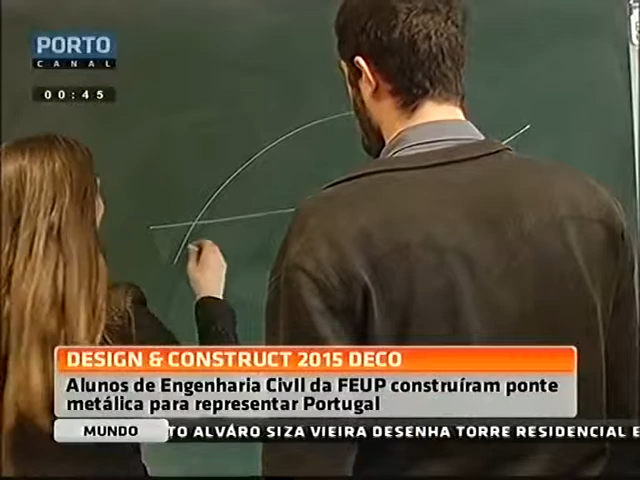 PORTO
CANAL
00:45
DESIGN & CONSTRUCT 2015 DECO
Alunos de Engenharia Civil da FEUP construíram ponte
metálica para representar Portugal
MUNDO
TO ALVÁRO SIZA VIEIRA DESENHA TORRE RESIDENCIAL E